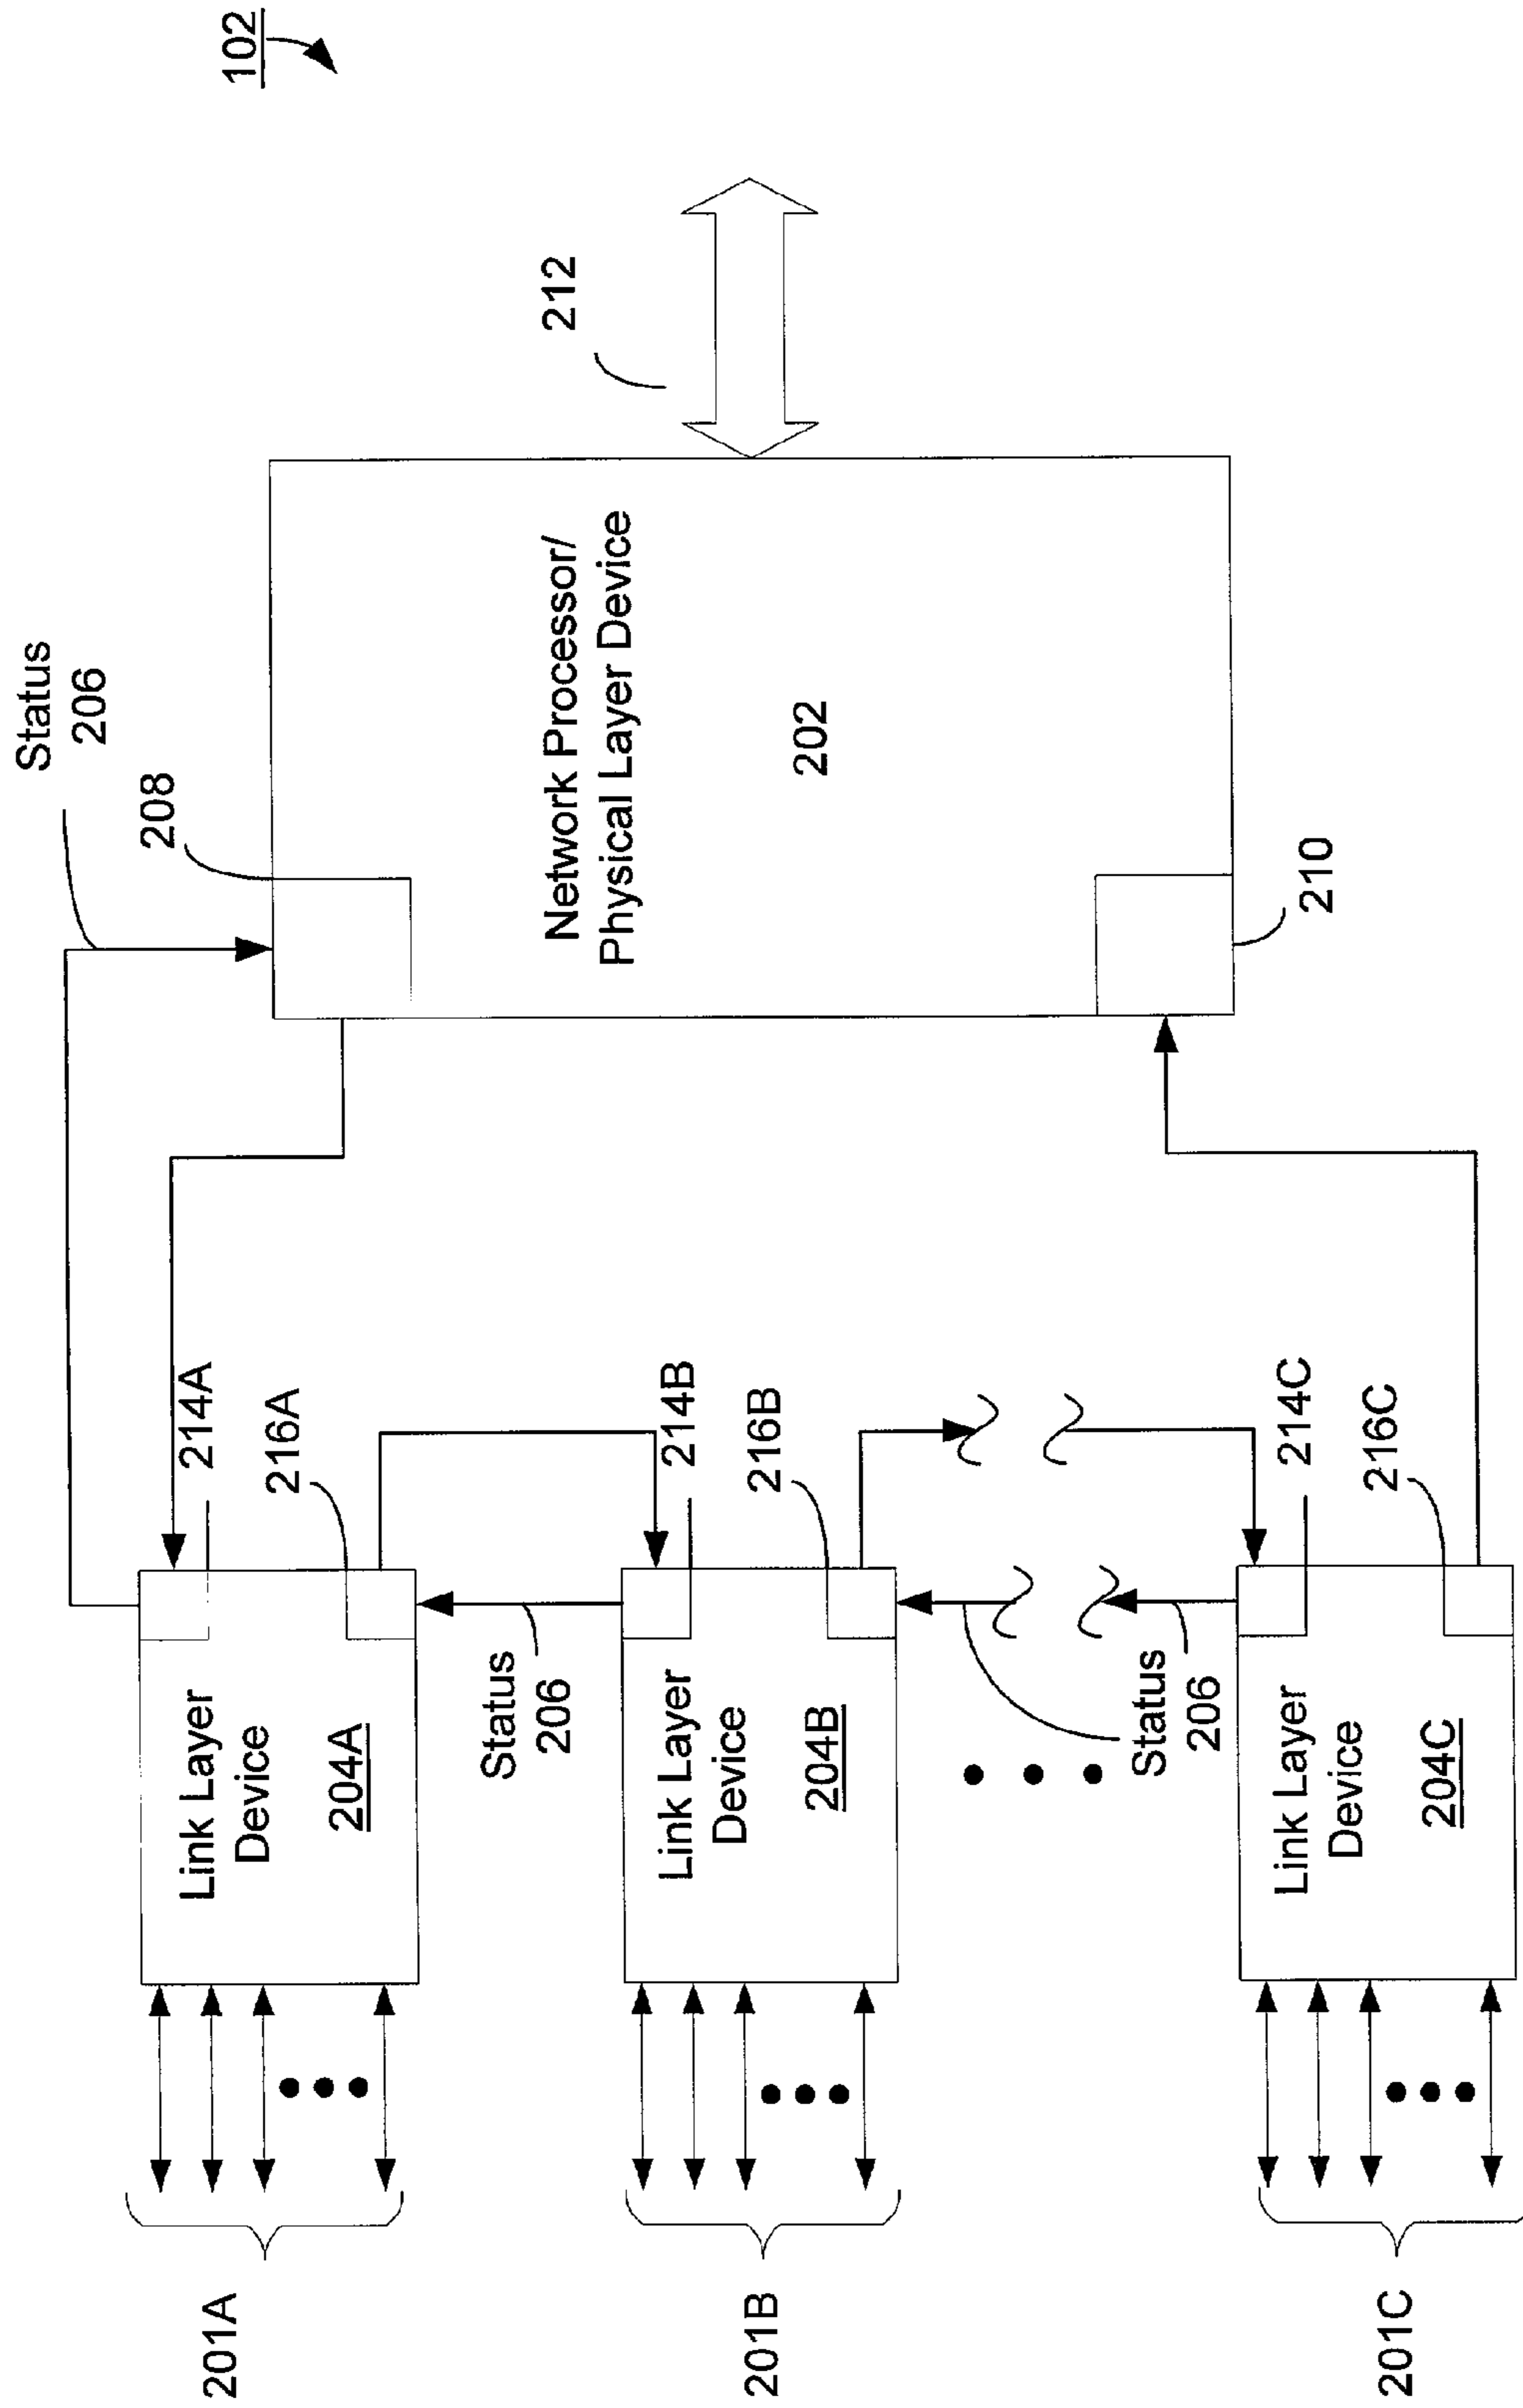 102
Status
206
208
212
Network Processor/
Physical Layer Device
202
210
214A
216A
Link Layer
Device
204A
201A
Status
206
214B
216B
Link Layer
Device
204B
201B
Status
206
214C
216C
Link Layer
Device
204C
201C